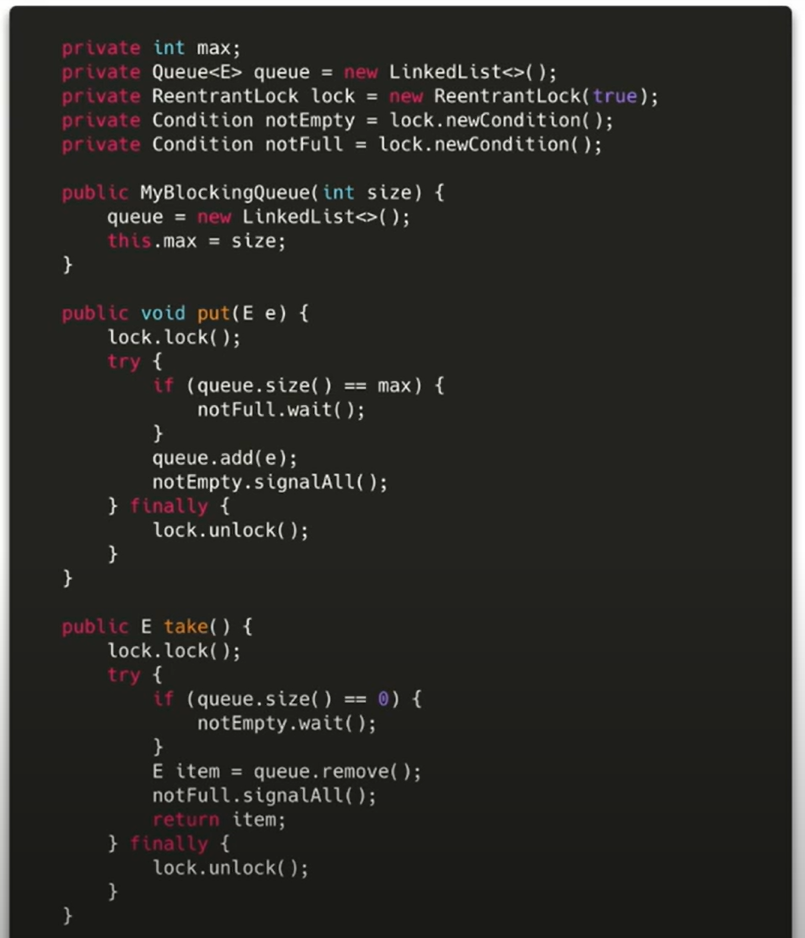 private int max;
private Queue<E> queue = new LinkedList<>();
private ReentrantLock lock = new ReentrantLock(true);
private Condition notEmpty = lock.newCondition();
private Condition notFull = lock.newCondition();

public MyBlockingQueue(int size) {
    queue = new LinkedList<>();
    this.max = size;
}

public void put(E e) {
    lock.lock();
    try {
        if (queue.size() == max) {
            notFull.wait();
        }
        queue.add(e);
        notEmpty.signalAll();
    } finally {
        lock.unlock();
    }
}

public E take() {
    lock.lock();
    try {
        if (queue.size() == 0) {
            notEmpty.wait();
        }
        E item = queue.remove();
        notFull.signalAll();
        return item;
    } finally {
        lock.unlock();
    }
}